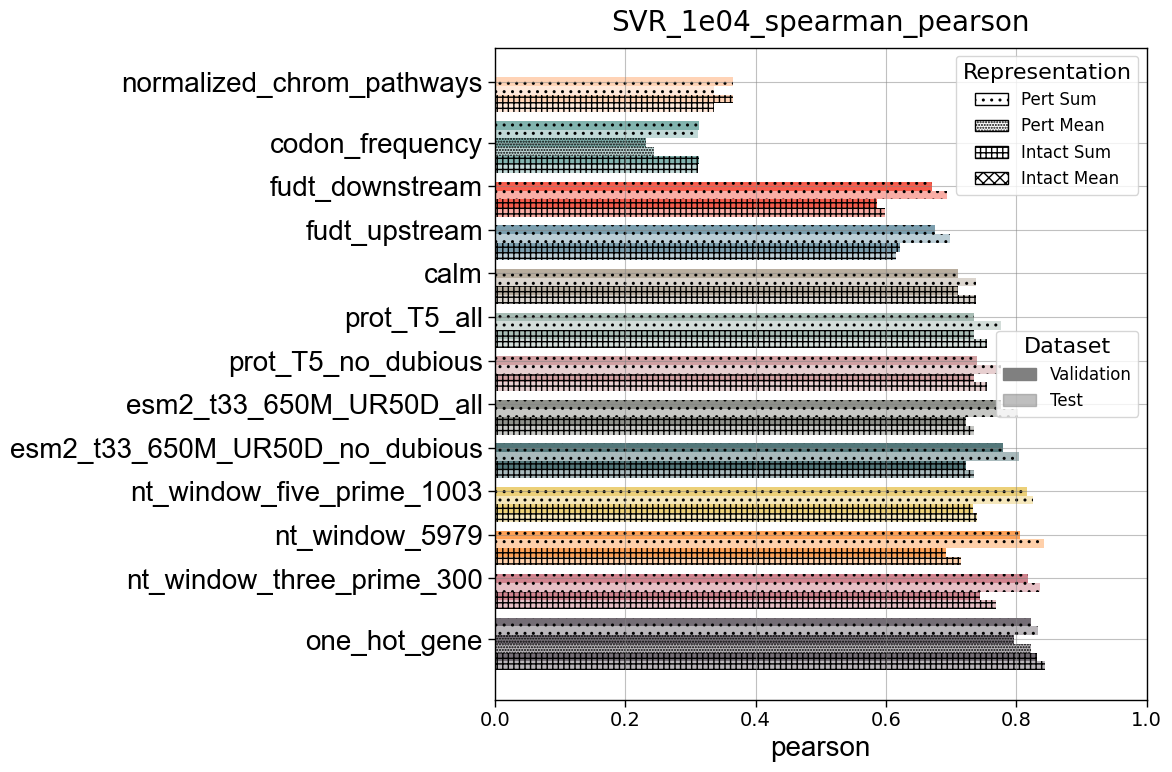 SVR_1e04_spearman_pearson
normalized_chrom_pathways
codon_frequency
fudt_downstream
fudt_upstream
calm
prot_T5_all
prot_T5_no_dubious
esm2_t33_650M_UR50D_all
esm2_t33_650M_UR50D_no_dubious
nt_window_five_prime_1003
nt_window_5979
nt_window_three_prime_300
one_hot_gene
Representation
Pert Sum
Pert Mean
Intact Sum
Intact Mean
Dataset
Validation
Test
0.0 0.2 0.4 0.6 0.8 1.0
pearson